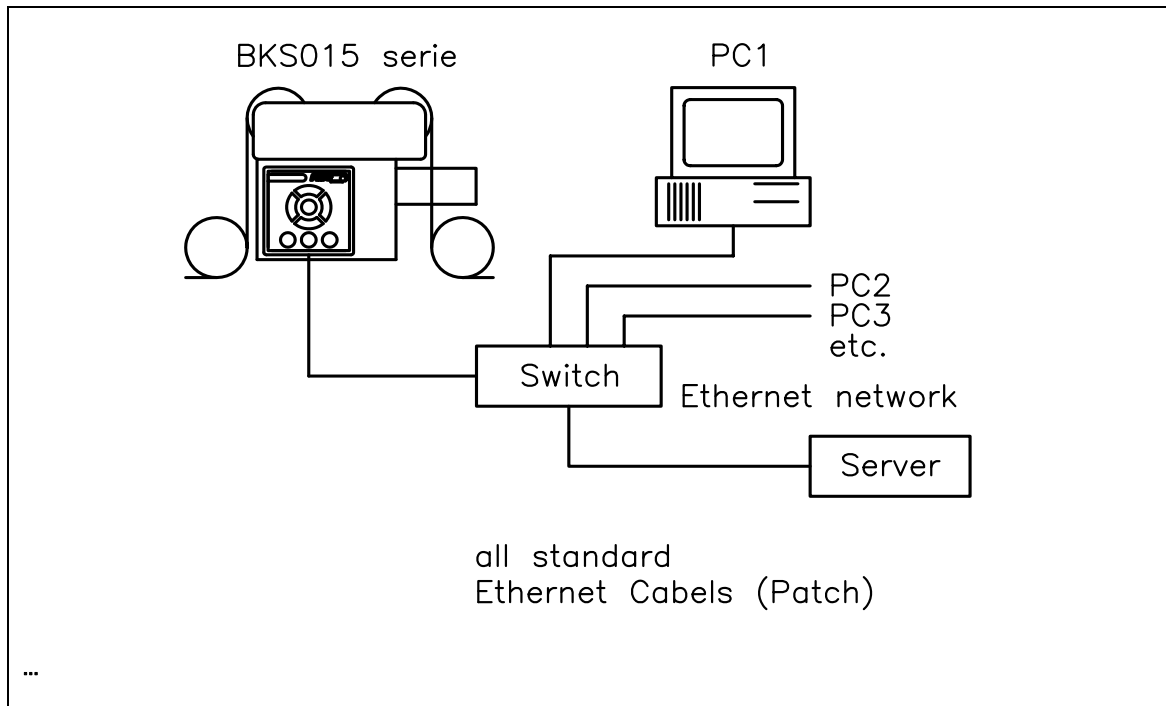 BKS015 serie
PC1
PC2
PC3
etc.
Switch
Ethernet network
Server
all standard
Ethernet Cabels (Patch)
...